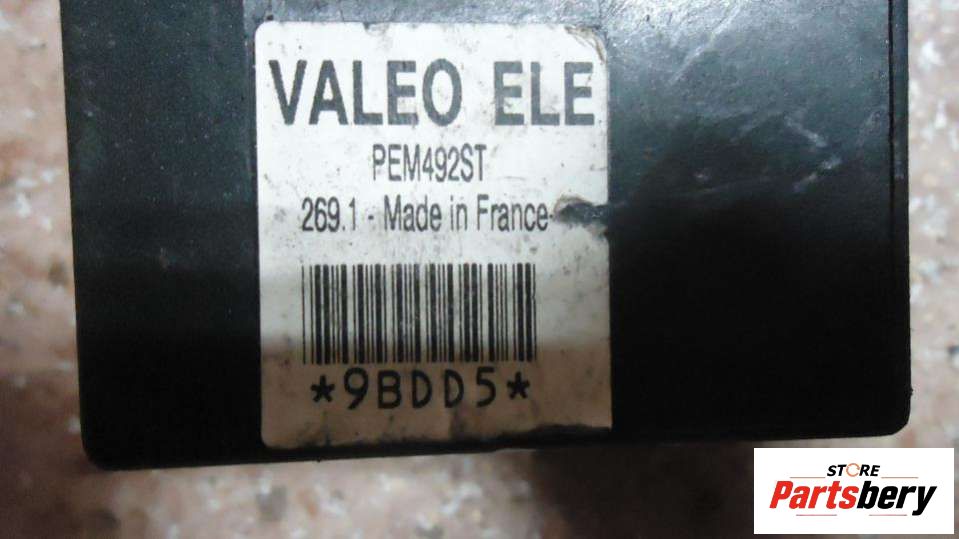 VALEO ELE
PEM492ST
269.1 - Made in France-
*9BDD5*
STORE
Partsbery